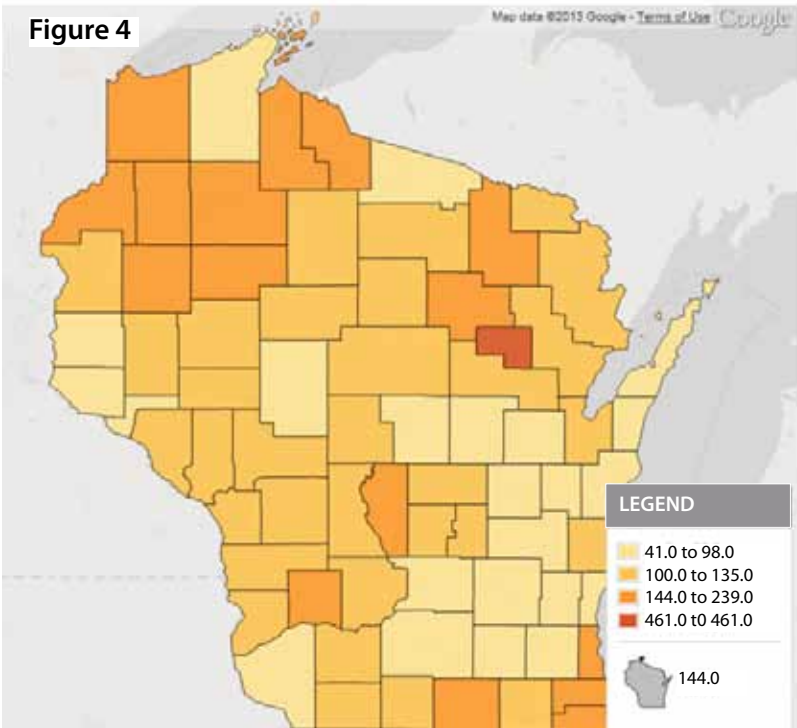 Figure 4
Map data ©2013 Google - Terms of Use Google
LEGEND
41.0 to 98.0
100.0 to 135.0
144.0 to 239.0
461.0 to 461.0
144.0